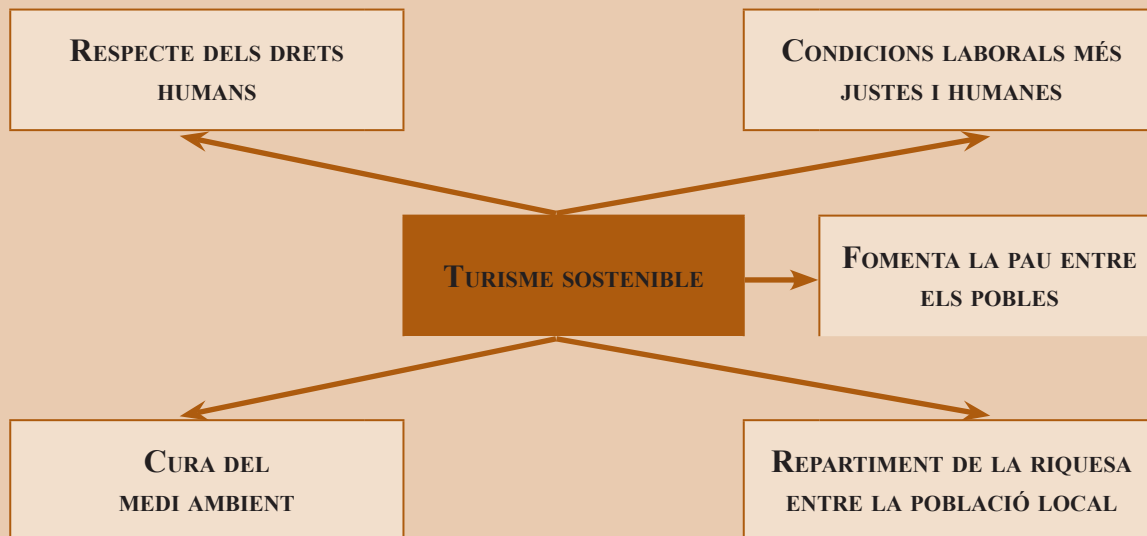 Respecte dels drets
humans
Condicions laborals més
justes i humanes
Turisme sostenible
Fomenta la pau entre
els pobles
Cura del
medi ambient
Repartiment de la riquesa
entre la població local